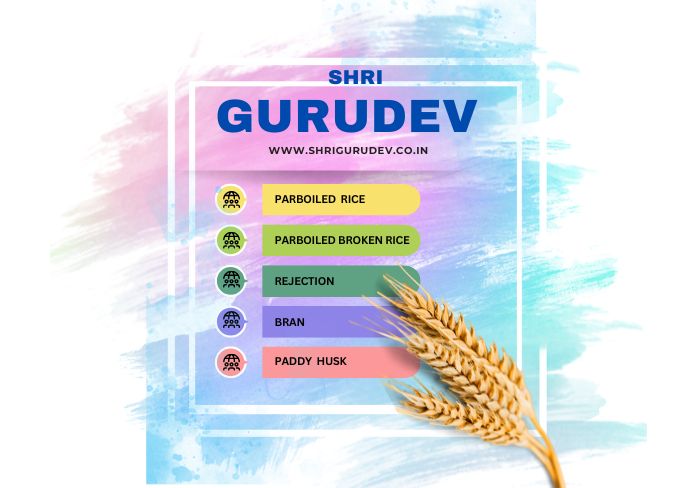 SHRI
GURUDEV
WWW.SHRIGURUDEV.CO.IN
PARBOILED RICE
PARBOILED BROKEN RICE
REJECTION
BRAN
PADDY HUSK